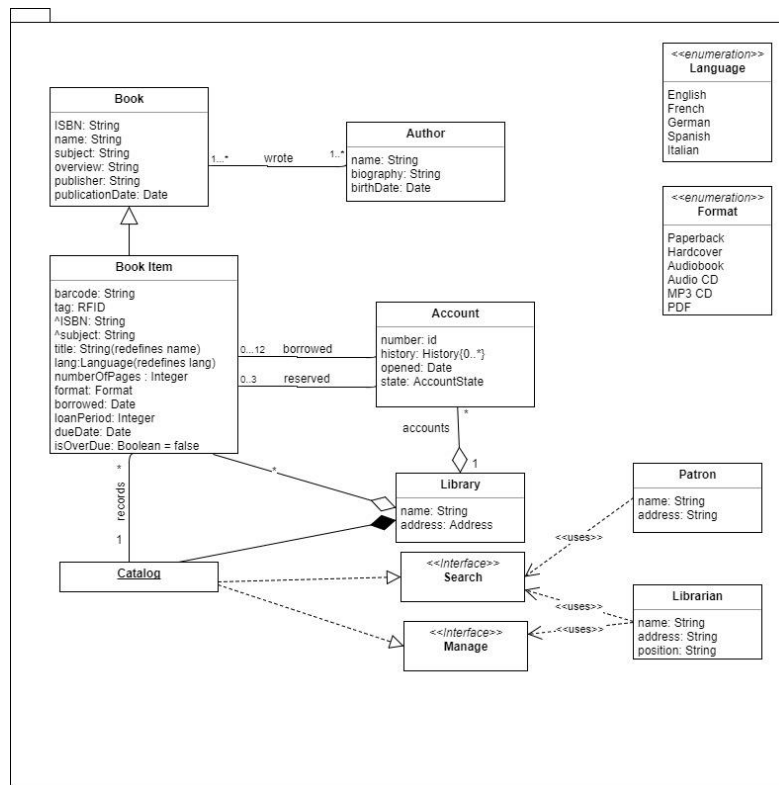 Book
ISBN: String
name: String
subject: String
overview: String
publisher: String
publicationDate: Date
1...*
wrote
1..*
Author
name: String
biography: String
birthDate: Date
<<enumeration>>
Language
English
French
German
Spanish
Italian
<<enumeration>>
Format
Paperback
Hardcover
Audiobook
Audio CD
MP3 CD
PDF
Book Item
barcode: String
tag: RFID
^ISBN: String
^subject: String
title: String(redefines name)
lang:Language(redefines lang)
numberOfPages : Integer
format: Format
borrowed: Date
loanPeriod: Integer
dueDate: Date
isOverDue: Boolean = false
0...12
borrowed
0..3
reserved
Account
number: id
history: History{0..*}
opened: Date
state: AccountState
*
accounts
1
*
records
1
*
Library
name: String
address: Address
Catalog
<<Interface>>
Search
<<Interface>>
Manage
Patron
name: String
address: String
<<uses>>
Librarian
name: String
address: String
position: String
<<uses>>
<<uses>>